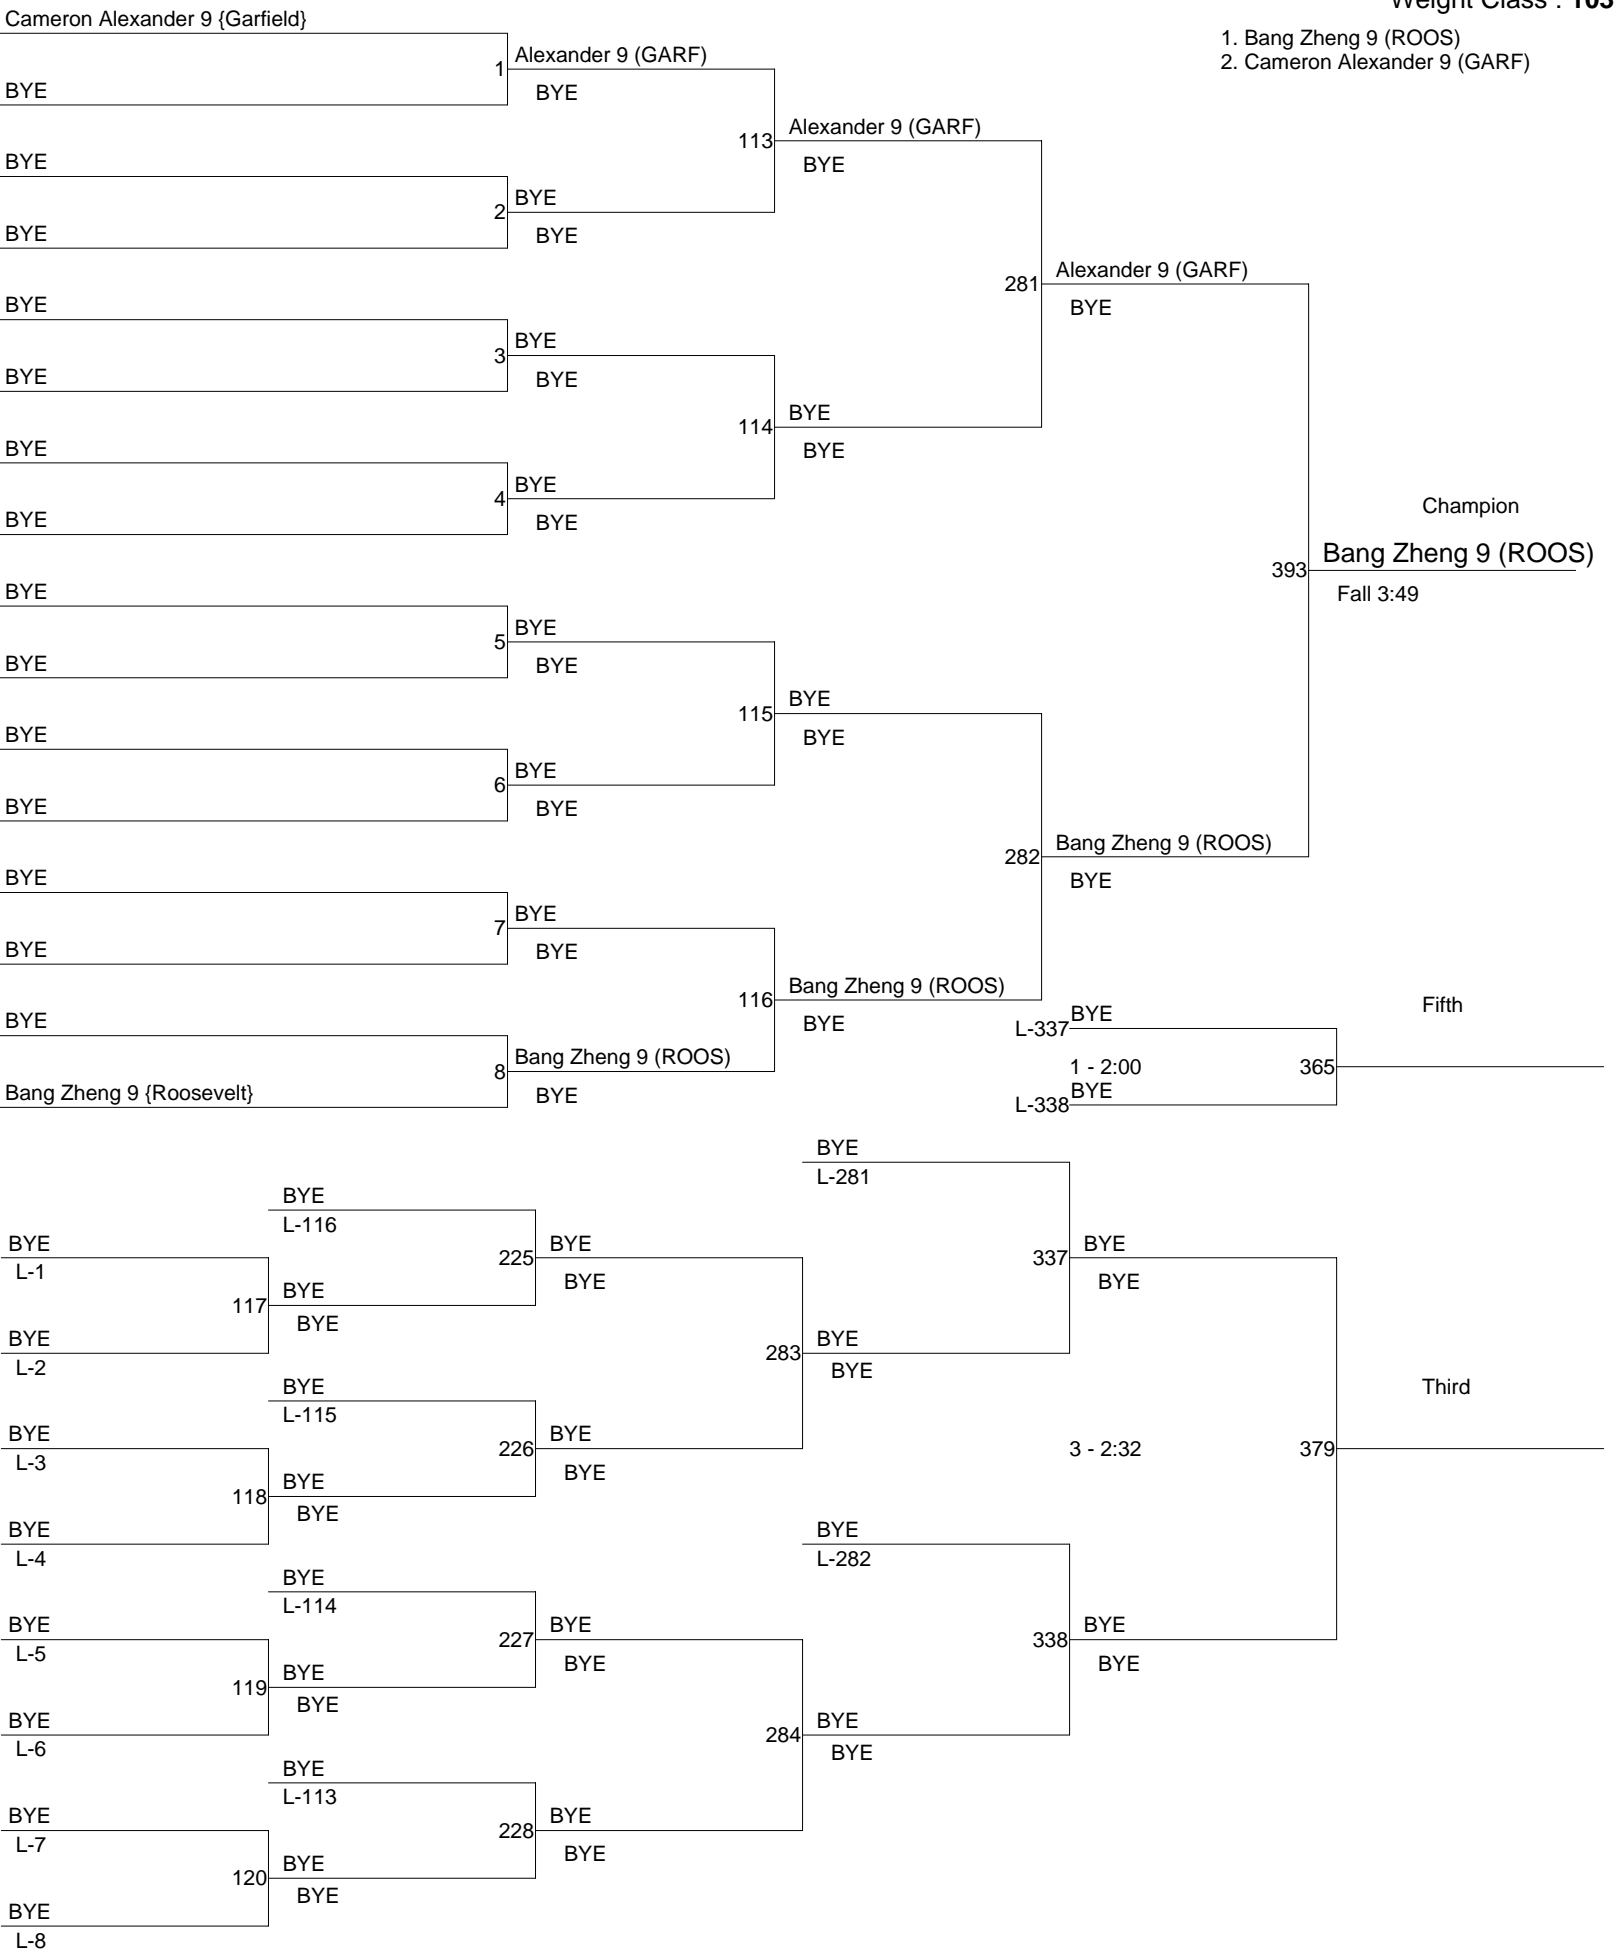 Weight Class : 103
1. Bang Zheng 9 (ROOS)
2. Cameron Alexander 9 (GARF)
Cameron Alexander 9 {Garfield}
1
Alexander 9 (GARF)
BYE
BYE
113
Alexander 9 (GARF)
BYE
BYE
2
BYE
BYE
BYE
281
Alexander 9 (GARF)
BYE
BYE
3
BYE
BYE
BYE
114
BYE
BYE
BYE
4
BYE
BYE
BYE
Champion
393
Bang Zheng 9 (ROOS)
Fall 3:49
BYE
5
BYE
BYE
BYE
115
BYE
BYE
BYE
6
BYE
BYE
BYE
282
Bang Zheng 9 (ROOS)
BYE
BYE
7
BYE
BYE
BYE
116
Bang Zheng 9 (ROOS)
BYE
BYE
8
Bang Zheng 9 (ROOS)
BYE
Bang Zheng 9 {Roosevelt}
Fifth
L-337
BYE
1 - 2:00
365
L-338
BYE
BYE
L-281
BYE
L-116
BYE
L-1
225
BYE
BYE
337
BYE
BYE
117
BYE
BYE
BYE
L-2
283
BYE
BYE
BYE
L-115
Third
BYE
L-3
226
BYE
BYE
3 - 2:32
379
118
BYE
BYE
BYE
L-4
BYE
L-282
BYE
L-114
BYE
L-5
227
BYE
BYE
338
BYE
BYE
119
BYE
BYE
BYE
L-6
284
BYE
BYE
BYE
L-113
BYE
L-7
228
BYE
BYE
120
BYE
BYE
BYE
L-8